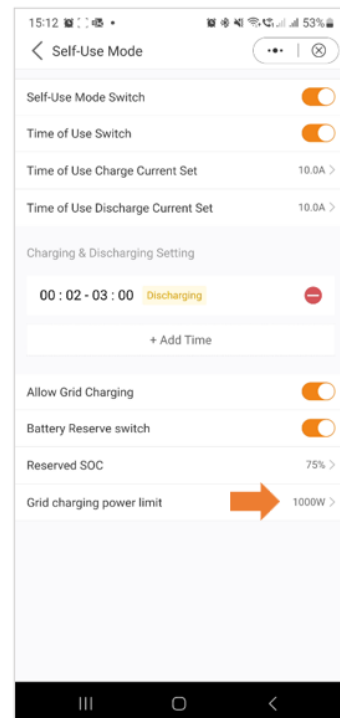 15:12 53%
Self-Use Mode
Self-Use Mode Switch
Time of Use Switch
Time of Use Charge Current Set 10.0A >
Time of Use Discharge Current Set 10.0A >
Charging & Discharging Setting
00 : 02 - 03 : 00 Discharging
+ Add Time
Allow Grid Charging
Battery Reserve switch
Reserved SOC 75% >
Grid charging power limit 1000W >